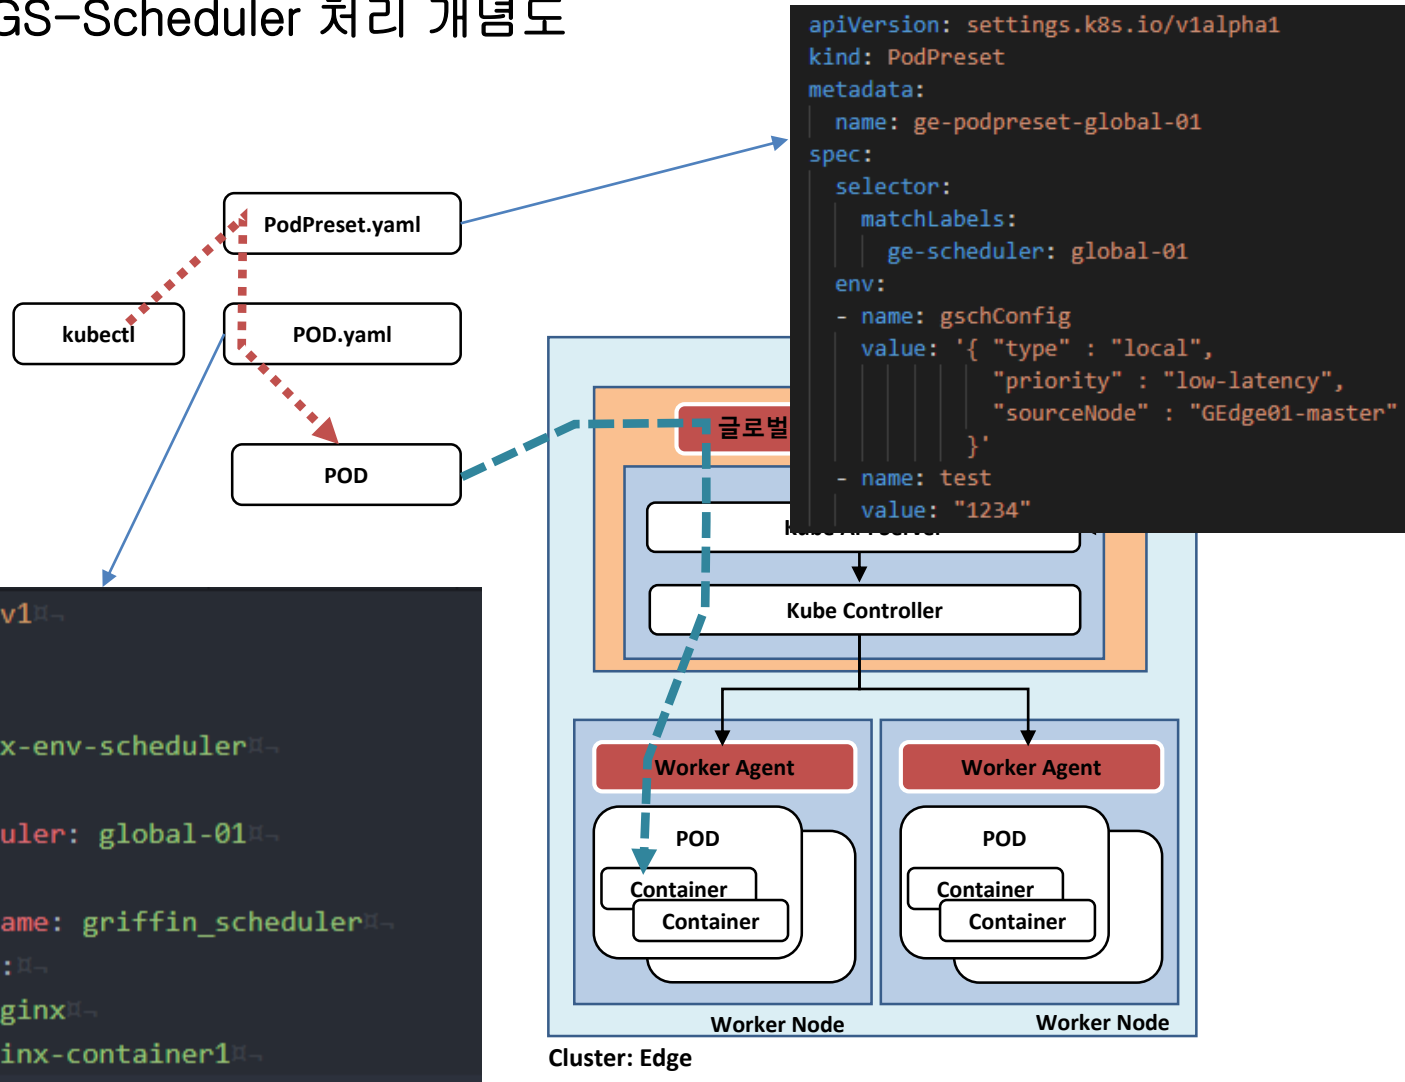 GS-Scheduler 처리 개념도
apiVersion: settings.k8s.io/v1alpha1
kind: PodPreset
metadata:
name: ge-podpreset-global-01
spec:
selector:
matchLabels:
ge-scheduler: global-01
env:
- name: gschConfig
value: '{ "type" : "local",
"priority" : "low-latency",
"sourceNode" : "GEdge01-master"
}'
- name: test
value: "1234"
PodPreset.yaml
kubectl
POD.yaml
POD
글로벌
Kube Controller
v1
x-env-scheduler
uler: global-01
ame: griffin_scheduler
:
ginx
inx-container1
Worker Agent
POD
Container
Container
Worker Node
Worker Agent
POD
Container
Container
Worker Node
Cluster: Edge